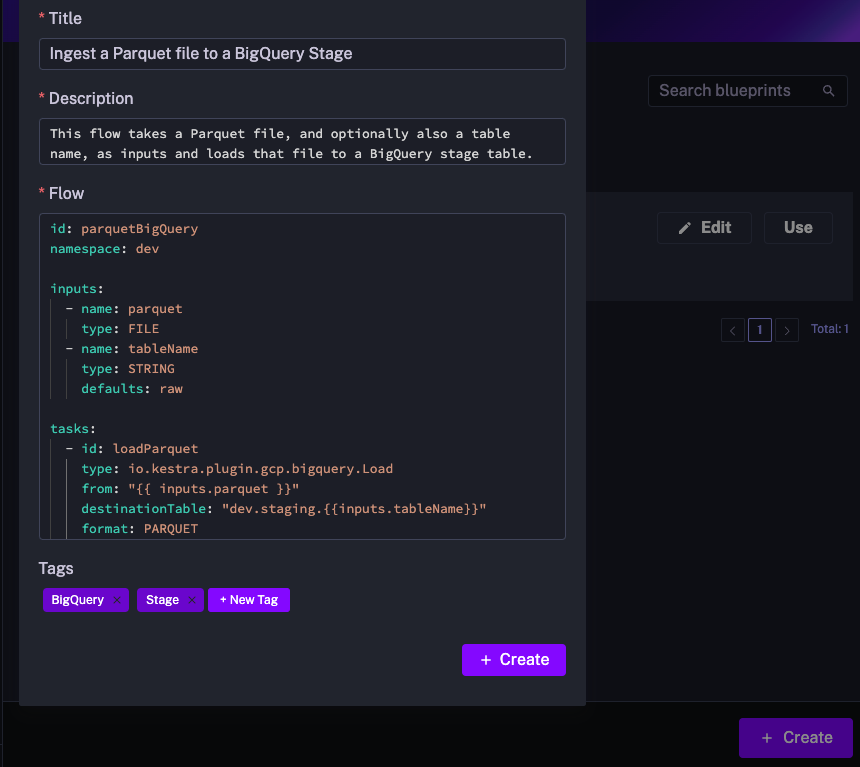 * Title
Ingest a Parquet file to a BigQuery Stage
* Description
This flow takes a Parquet file, and optionally also a table
name, as inputs and loads that file to a BigQuery stage table.
* Flow
id: parquetBigQuery
namespace: dev
inputs:
- name: parquet
type: FILE
- name: tableName
type: STRING
defaults: raw
tasks:
- id: loadParquet
type: io.kestra.plugin.gcp.bigquery.Load
from: "{{ inputs.parquet }}"
destinationTable: "dev.staging.{{inputs.tableName}}"
format: PARQUET
Tags
BigQuery × Stage × + New Tag
+ Create
Search blueprints
Edit Use
< 1 > Total: 1
+ Create